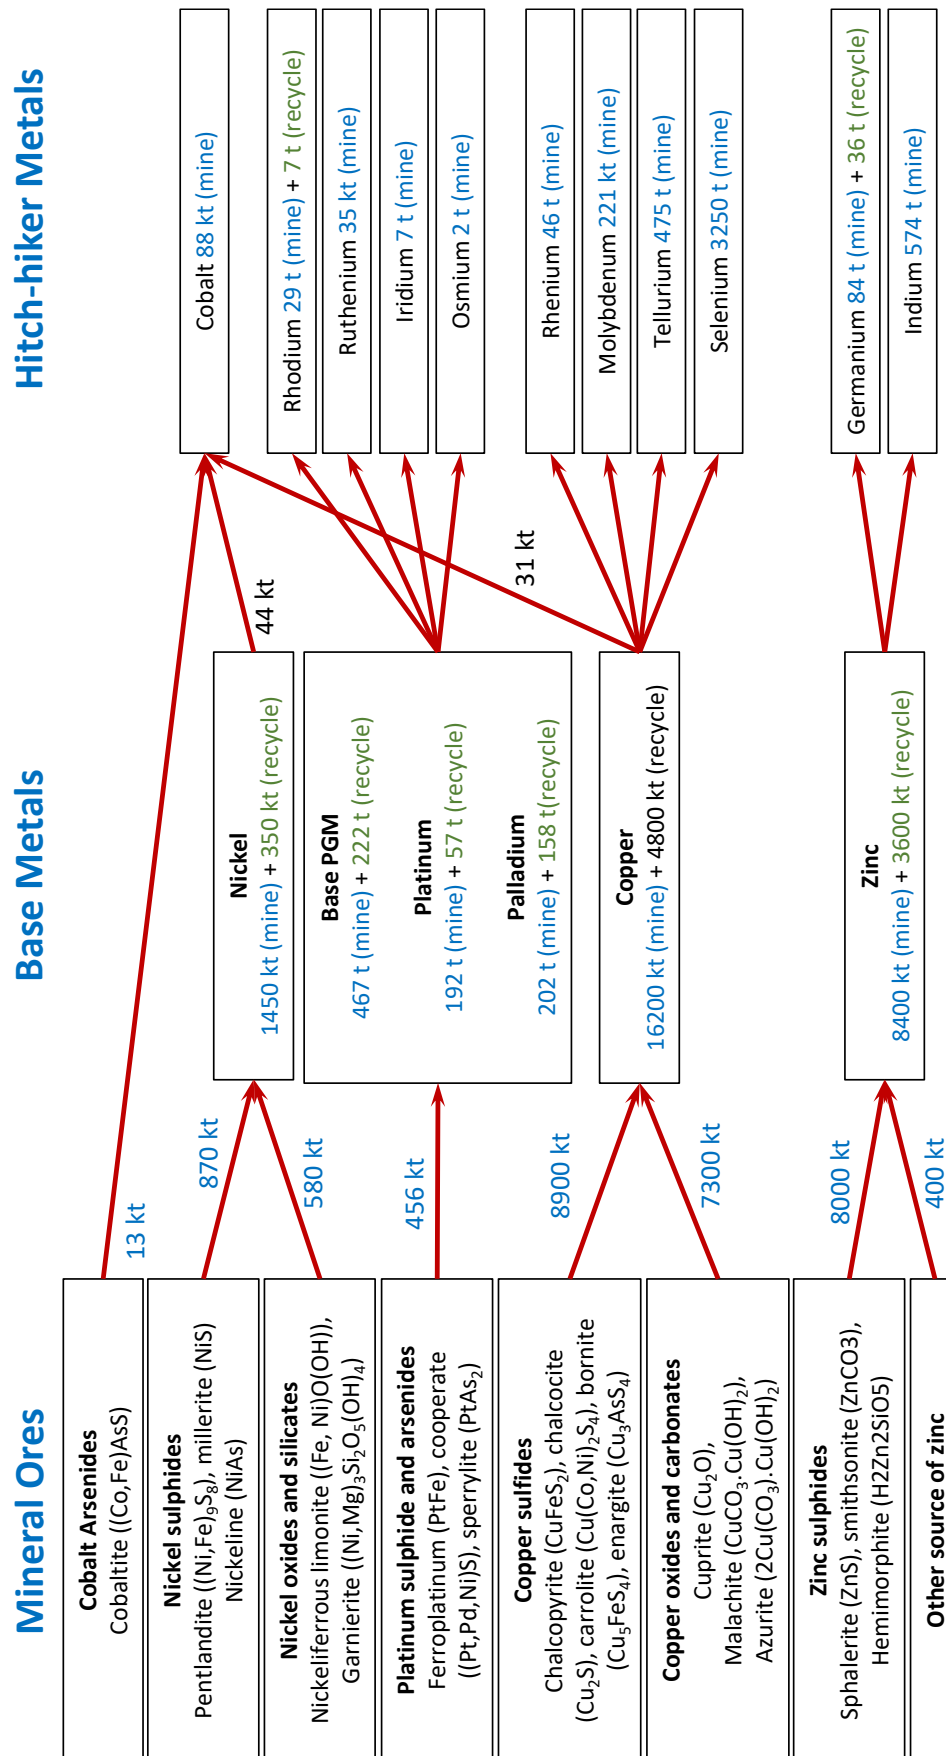 Mineral Ores
Base Metals
Hitch-hiker Metals
Cobalt Arsenides
Cobaltite ((Co,Fe)AsS)
Nickel sulphides
Pentlandite ((Ni,Fe)₉S₈), millerite (NiS)
Nickeline (NiAs)
Nickel oxides and silicates
Nickeliferrous limonite ((Fe, Ni)O(OH)),
Garnierite ((Ni,Mg)₃Si₂O₅(OH)₄)
Platinum sulphide and arsenides
Ferroplatinum (PtFe), cooperate
((Pt,Pd,Ni)S), sperrylite (PtAs₂)
Copper sulfides
Chalcopyrite (CuFeS₂), chalcocite
(Cu₂S), carrolite (Cu(Co,Ni)₂S₄), bornite
(Cu₅FeS₄), enargite (Cu₃AsS₄)
Copper oxides and carbonates
Cuprite (Cu₂O),
Malachite (CuCO₃.Cu(OH)₂),
Azurite (2Cu(CO₃).Cu(OH)₂)
Zinc sulphides
Sphalerite (ZnS), smithsonite (ZnCO3),
Hemimorphite (H2Zn2SiO5)
Other source of zinc
13 kt
870 kt
580 kt
456 kt
8900 kt
7300 kt
8000 kt
400 kt
Nickel
1450 kt (mine) + 350 kt (recycle)
Base PGM
467 t (mine) + 222 t (recycle)
Platinum
192 t (mine) + 57 t (recycle)
Palladium
202 t (mine) + 158 t(recycle)
Copper
16200 kt (mine) + 4800 kt (recycle)
Zinc
8400 kt (mine) + 3600 kt (recycle)
44 kt
31 kt
Cobalt 88 kt (mine)
Rhodium 29 t (mine) + 7 t (recycle)
Ruthenium 35 kt (mine)
Iridium 7 t (mine)
Osmium 2 t (mine)
Rhenium 46 t (mine)
Molybdenum 221 kt (mine)
Tellurium 475 t (mine)
Selenium 3250 t (mine)
Germanium 84 t (mine) + 36 t (recycle)
Indium 574 t (mine)